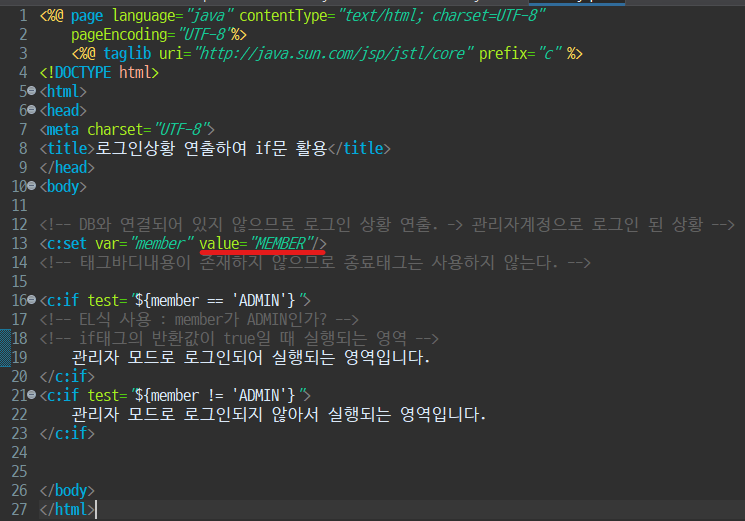 1 <%@ page language="java" contentType="text/html; charset=UTF-8"
2 pageEncoding="UTF-8"%>
3 <%@ taglib uri="http://java.sun.com/jsp/jstl/core" prefix="c" %>
4 <!DOCTYPE html>
5 <html>
6 <head>
7 <meta charset="UTF-8">
8 <title>로그인상황 연출하여 if문 활용</title>
9 </head>
10 <body>
11
12 <!-- DB와 연결되어 있지 않으므로 로그인 상황 연출. -> 관리자계정으로 로그인 된 상황 -->
13 <c:set var="member" value="MEMBER"/>
14 <!-- 태그바디내용이 존재하지 않으므로 종료태그는 사용하지 않는다. -->
15
16 <c:if test="${member == 'ADMIN'}">
17 <!-- EL식 사용 : member가 ADMIN인가? -->
18 <!-- if태그의 반환값이 true일 때 실행되는 영역 -->
19 관리자 모드로 로그인되어 실행되는 영역입니다.
20 </c:if>
21 <c:if test="${member != 'ADMIN'}">
22 관리자 모드로 로그인되지 않아서 실행되는 영역입니다.
23 </c:if>
24
25
26 </body>
27 </html>